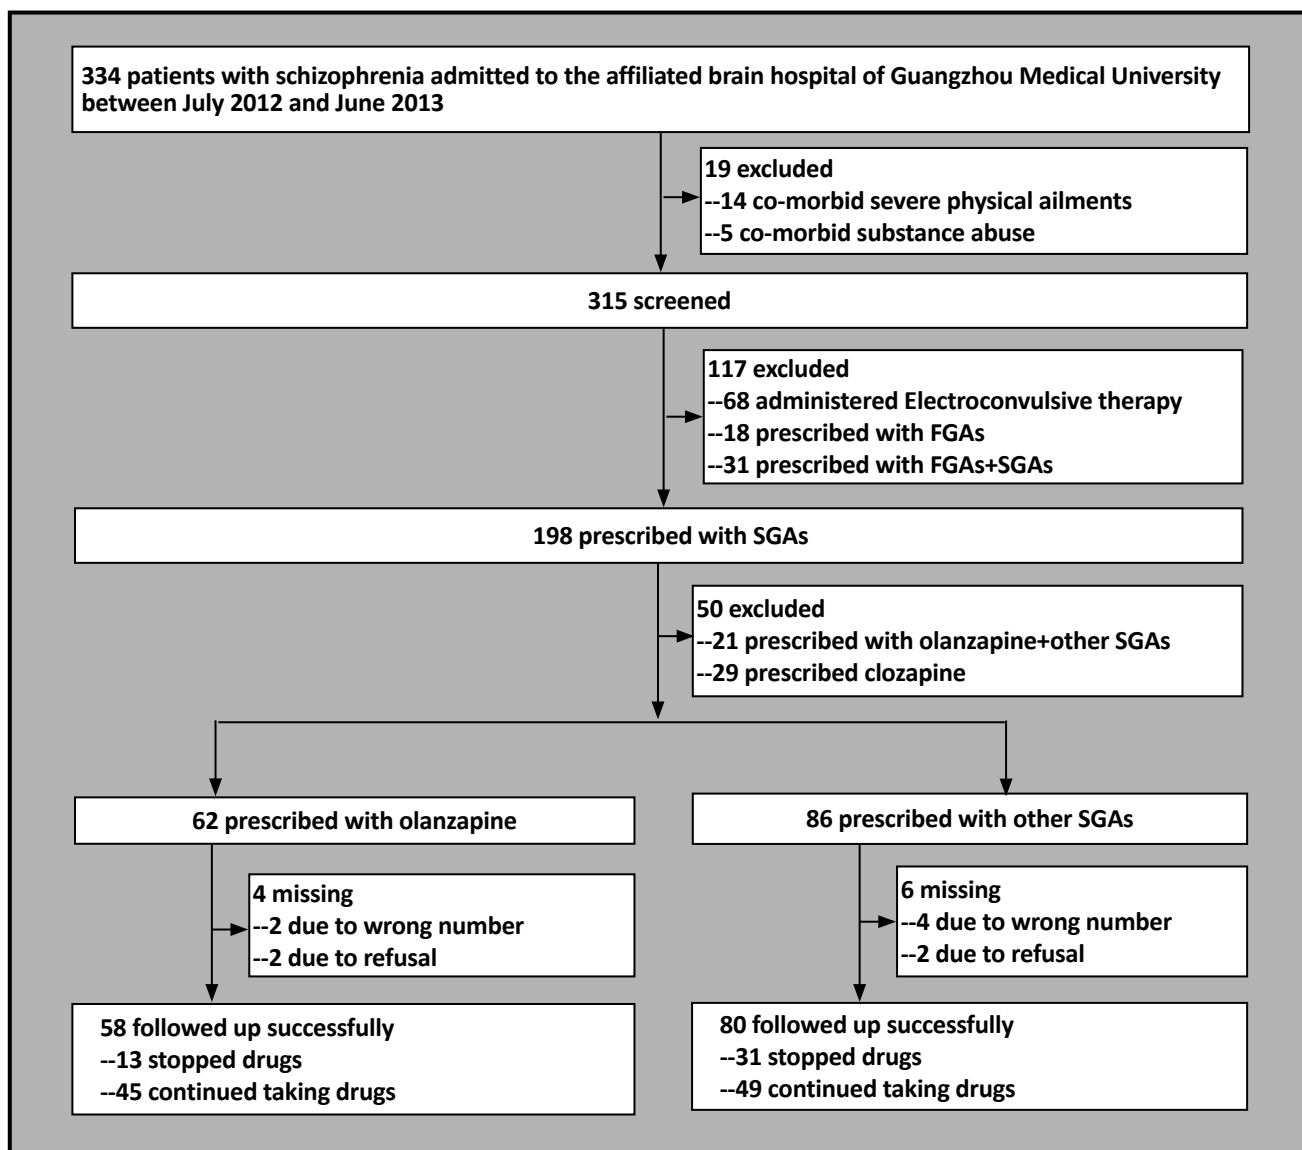 334 patients with schizophrenia admitted to the affiliated brain hospital of Guangzhou Medical University
between July 2012 and June 2013
19 excluded
--14 co-morbid severe physical ailments
--5 co-morbid substance abuse
315 screened
117 excluded
--68 administered Electroconvulsive therapy
--18 prescribed with FGAs
--31 prescribed with FGAs+SGAs
198 prescribed with SGAs
50 excluded
--21 prescribed with olanzapine+other SGAs
--29 prescribed clozapine
62 prescribed with olanzapine
86 prescribed with other SGAs
4 missing
--2 due to wrong number
--2 due to refusal
6 missing
--4 due to wrong number
--2 due to refusal
58 followed up successfully
--13 stopped drugs
--45 continued taking drugs
80 followed up successfully
--31 stopped drugs
--49 continued taking drugs